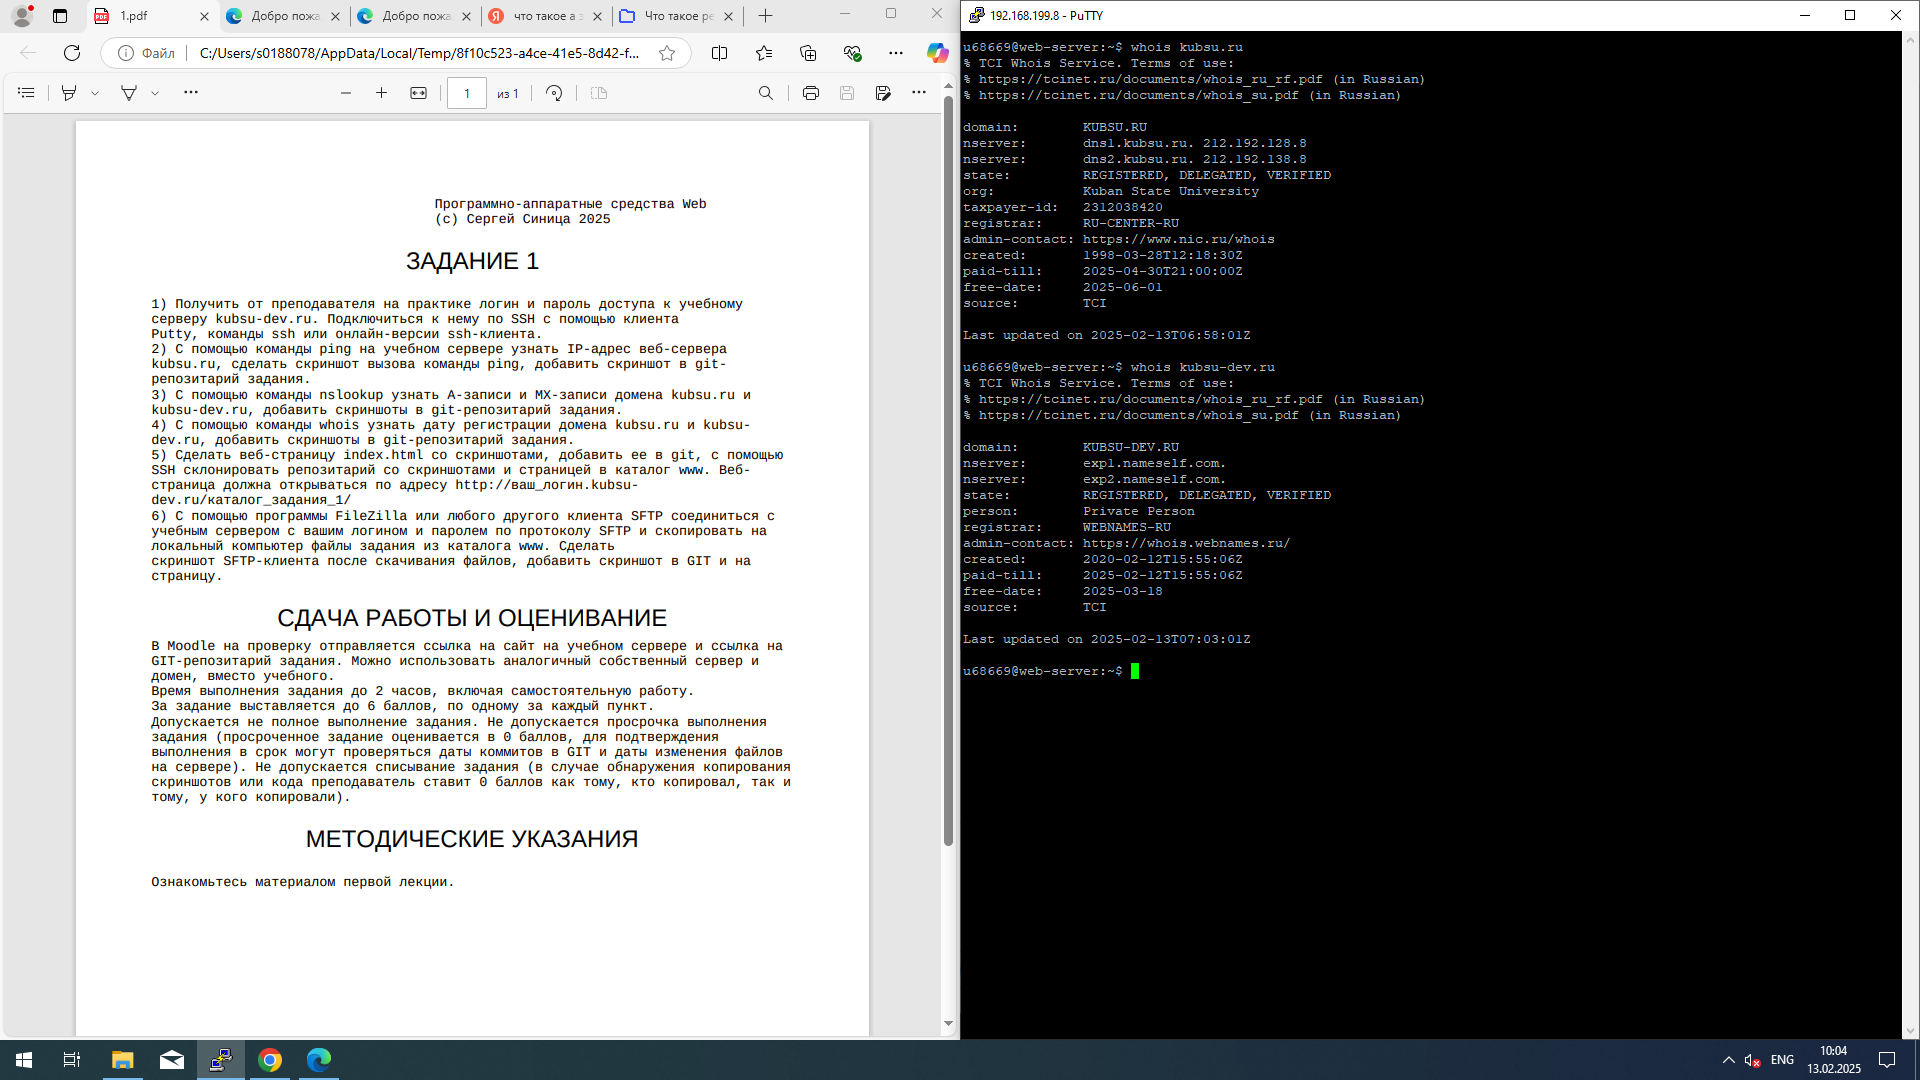 1.pdf
Добро пожа
Добро пожа
что такое а з
Что такое ре
Файл
C:/Users/s0188078/AppData/Local/Temp/8f10c523-a4ce-41e5-8d42-f...
1
из 1
Программно-аппаратные средства Web
(c) Сергей Синица 2025
ЗАДАНИЕ 1
1) Получить от преподавателя на практике логин и пароль доступа к учебному
серверу kubsu-dev.ru. Подключиться к нему по SSH с помощью клиента
Putty, команды ssh или онлайн-версии ssh-клиента.
2) С помощью команды ping на учебном сервере узнать IP-адрес веб-сервера
kubsu.ru, сделать скриншот вызова команды ping, добавить скриншот в git-
репозитарий задания.
3) С помощью команды nslookup узнать А-записи и MX-записи домена kubsu.ru и
kubsu-dev.ru, добавить скриншоты в git-репозитарий задания.
4) С помощью команды whois узнать дату регистрации домена kubsu.ru и kubsu-
dev.ru, добавить скриншоты в git-репозитарий задания.
5) Сделать веб-страницу index.html со скриншотами, добавить ее в git, с помощью
SSH склонировать репозитарий со скриншотами и страницей в каталог www. Веб-
страница должна открываться по адресу http://ваш_логин.kubsu-
dev.ru/каталог_задания_1/
6) С помощью программы FileZilla или любого другого клиента SFTP соединиться с
учебным сервером с вашим логином и паролем по протоколу SFTP и скопировать на
локальный компьютер файлы задания из каталога www. Сделать
скриншот SFTP-клиента после скачивания файлов, добавить скриншот в GIT и на
страницу.
СДАЧА РАБОТЫ И ОЦЕНИВАНИЕ
В Moodle на проверку отправляется ссылка на сайт на учебном сервере и ссылка на
GIT-репозитарий задания. Можно использовать аналогичный собственный сервер и
домен, вместо учебного.
Время выполнения задания до 2 часов, включая самостоятельную работу.
За задание выставляется до 6 баллов, по одному за каждый пункт.
Допускается не полное выполнение задания. Не допускается просрочка выполнения
задания (просроченное задание оценивается в 0 баллов, для подтверждения
выполнения в срок могут проверяться даты коммитов в GIT и даты изменения файлов
на сервере). Не допускается списывание задания (в случае обнаружения копирования
скриншотов или кода преподаватель ставит 0 баллов как тому, кто копировал, так и
тому, у кого копировали).
МЕТОДИЧЕСКИЕ УКАЗАНИЯ
Ознакомьтесь материалом первой лекции.
192.168.199.8 - PuTTY
u68669@web-server:~$ whois kubsu.ru
% TCI Whois Service. Terms of use:
% https://tcinet.ru/documents/whois_ru_rf.pdf (in Russian)
% https://tcinet.ru/documents/whois_su.pdf (in Russian)
domain: KUBSU.RU
nserver: dns1.kubsu.ru. 212.192.128.8
nserver: dns2.kubsu.ru. 212.192.138.8
state: REGISTERED, DELEGATED, VERIFIED
org: Kuban State University
taxpayer-id: 2312038420
registrar: RU-CENTER-RU
admin-contact: https://www.nic.ru/whois
created: 1998-03-28T12:18:30Z
paid-till: 2025-04-30T21:00:00Z
free-date: 2025-06-01
source: TCI
Last updated on 2025-02-13T06:58:01Z
u68669@web-server:~$ whois kubsu-dev.ru
% TCI Whois Service. Terms of use:
% https://tcinet.ru/documents/whois_ru_rf.pdf (in Russian)
% https://tcinet.ru/documents/whois_su.pdf (in Russian)
domain: KUBSU-DEV.RU
nserver: exp1.nameself.com.
nserver: exp2.nameself.com.
state: REGISTERED, DELEGATED, VERIFIED
person: Private Person
registrar: WEBNAMES-RU
admin-contact: https://whois.webnames.ru/
created: 2020-02-12T15:55:06Z
paid-till: 2025-02-12T15:55:06Z
free-date: 2025-03-18
source: TCI
Last updated on 2025-02-13T07:03:01Z
u68669@web-server:~$
ENG
10:04
13.02.2025